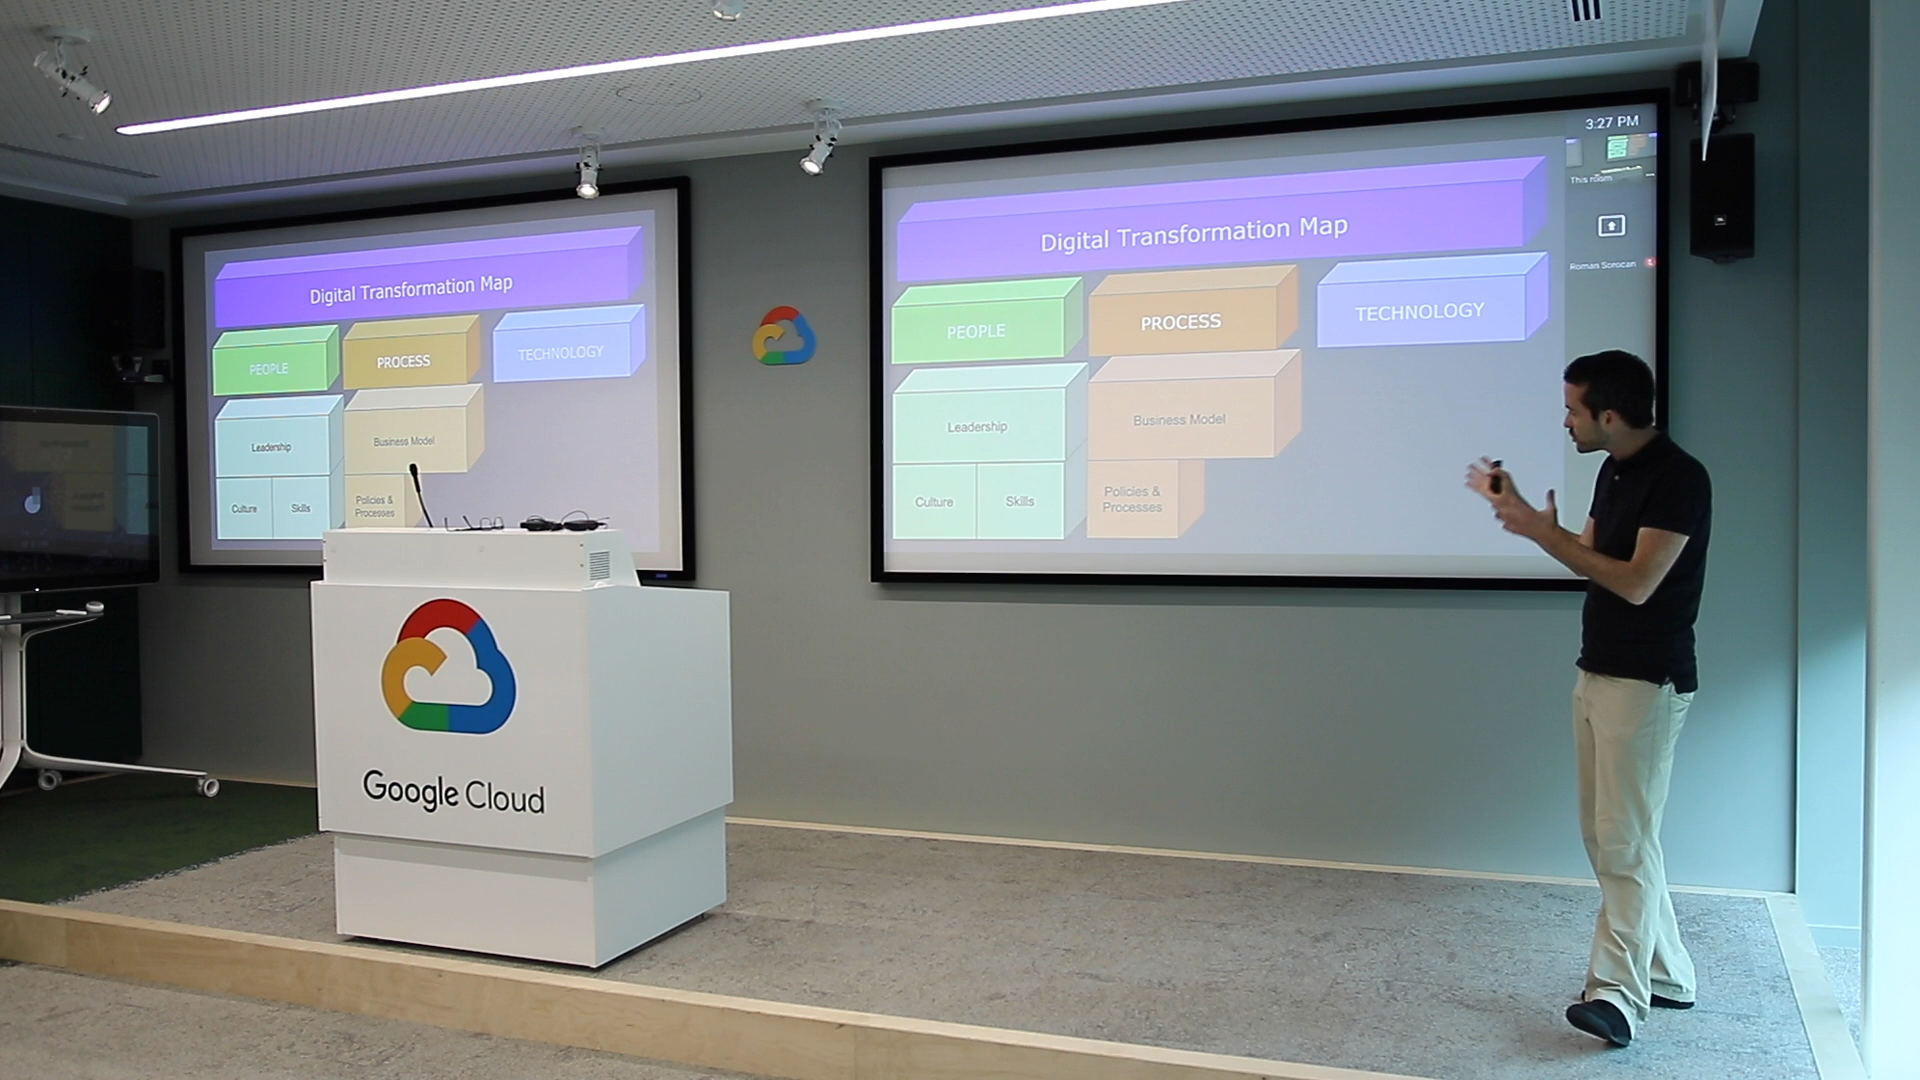 Digital Transformation Map
PEOPLE
PROCESS
TECHNOLOGY
Leadership
Business Model
Culture
Skills
Policies &
Processes
Google Cloud
3:27 PM
This room
Digital Transformation Map
PEOPLE
PROCESS
TECHNOLOGY
Leadership
Business Model
Culture
Skills
Policies &
Processes
Roman